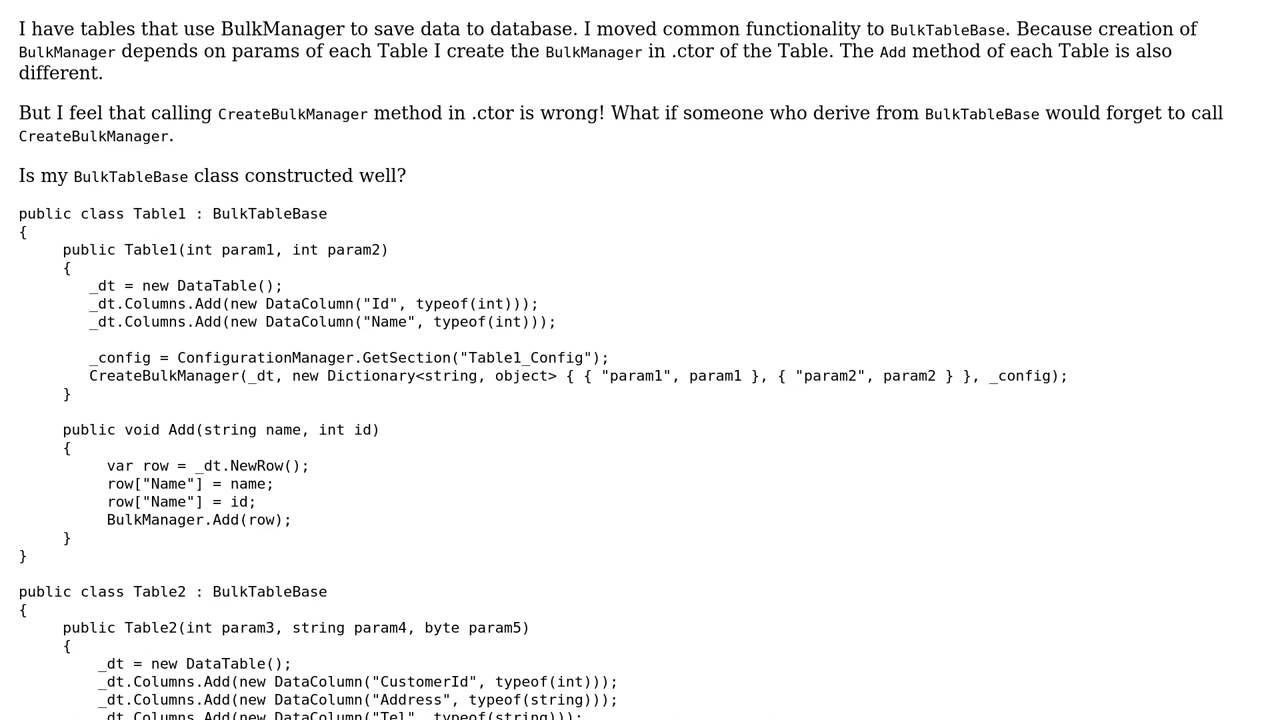 I have tables that use BulkManager to save data to database. I moved common functionality to BulkTableBase. Because creation of
BulkManager depends on params of each Table I create the BulkManager in .ctor of the Table. The Add method of each Table is also
different.
But I feel that calling CreateBulkManager method in .ctor is wrong! What if someone who derive from BulkTableBase would forget to call
CreateBulkManager.
Is my BulkTableBase class constructed well?
public class Table1 : BulkTableBase
{
public Table1(int param1, int param2)
{
_dt = new DataTable();
_dt.Columns.Add(new DataColumn("Id", typeof(int)));
_dt.Columns.Add(new DataColumn("Name", typeof(int)));
_config = ConfigurationManager.GetSection("Table1_Config");
CreateBulkManager(_dt, new Dictionary<string, object> { { "param1", param1 }, { "param2", param2 } }, _config);
}
public void Add(string name, int id)
{
var row = _dt.NewRow();
row["Name"] = name;
row["Name"] = id;
BulkManager.Add(row);
}
}
public class Table2 : BulkTableBase
{
public Table2(int param3, string param4, byte param5)
{
_dt = new DataTable();
_dt.Columns.Add(new DataColumn("CustomerId", typeof(int)));
_dt.Columns.Add(new DataColumn("Address", typeof(string)));
_dt.Columns.Add(new DataColumn("Tel", typeof(string)));